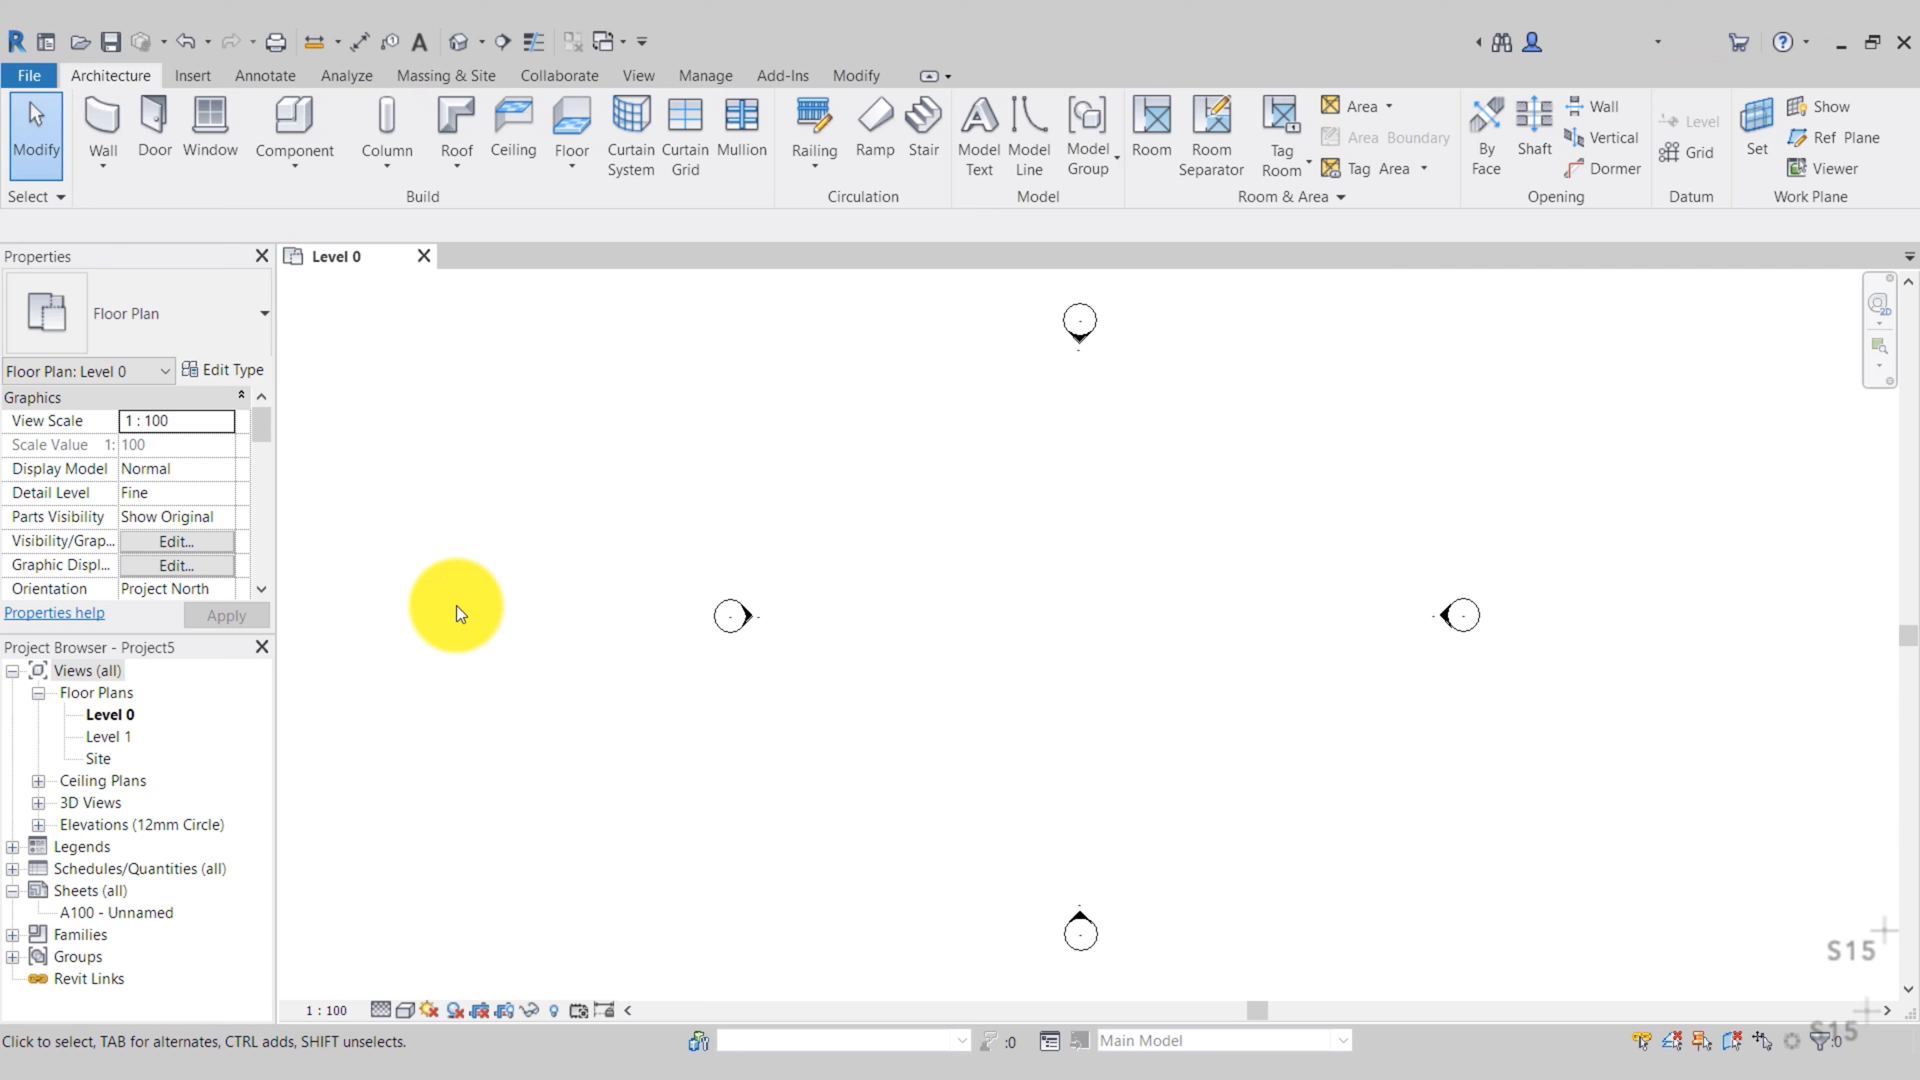 File Architecture Insert Annotate Analyze Massing & Site Collaborate View Manage Add-Ins Modify
Modify
Wall
Door
Window
Component
Column
Roof
Ceiling
Floor
Curtain System
Curtain Grid
Mullion
Railing
Ramp
Stair
Model Text
Model Line
Model Group
Room
Room Separator
Tag Room
Area
Area Boundary
Tag Area
By Face
Shaft
Wall
Vertical
Dormer
Level
Grid
Set
Show
Ref Plane
Viewer
Select Build Circulation Model Room & Area Opening Datum Work Plane
Properties
Level 0
Floor Plan
Floor Plan: Level 0 Edit Type
Graphics
View Scale 1 : 100
Scale Value 1: 100
Display Model Normal
Detail Level Fine
Parts Visibility Show Original
Visibility/Grap... Edit...
Graphic Displ... Edit...
Orientation Project North
Properties help Apply
Project Browser - Project5
Views (all)
Floor Plans
Level 0
Level 1
Site
Ceiling Plans
3D Views
Elevations (12mm Circle)
Legends
Schedules/Quantities (all)
Sheets (all)
A100 - Unnamed
Families
Groups
Revit Links
2D
S15
1 : 100
S15
Click to select, TAB for alternates, CTRL adds, SHIFT unselects.
:0
Main Model
:0